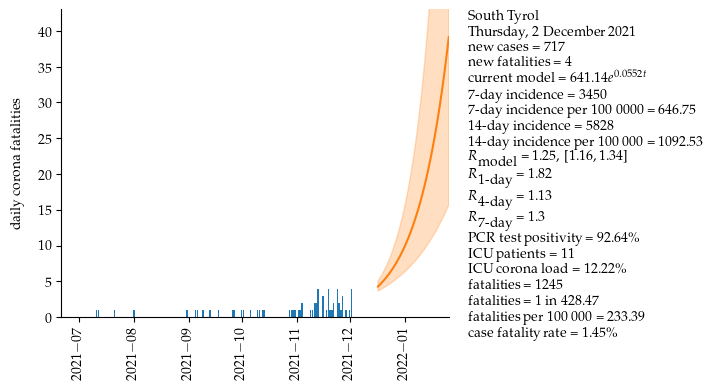 daily corona fatalities
40
35
30
25
20
15
10
5
0
2021−07
2021−08
2021−09
2021−10
2021−11
2021−12
2022−01
South Tyrol
Thursday, 2 December 2021
new cases = 717
new fatalities = 4
current model = 641.14e^0.0552t
7-day incidence = 3450
7-day incidence per 100 0000 = 646.75
14-day incidence = 5828
14-day incidence per 100 000 = 1092.53
R_model = 1.25, [1.16, 1.34]
R_1-day = 1.82
R_4-day = 1.13
R_7-day = 1.3
PCR test positivity = 92.64%
ICU patients = 11
ICU corona load = 12.22%
fatalities = 1245
fatalities = 1 in 428.47
fatalities per 100 000 = 233.39
case fatality rate = 1.45%